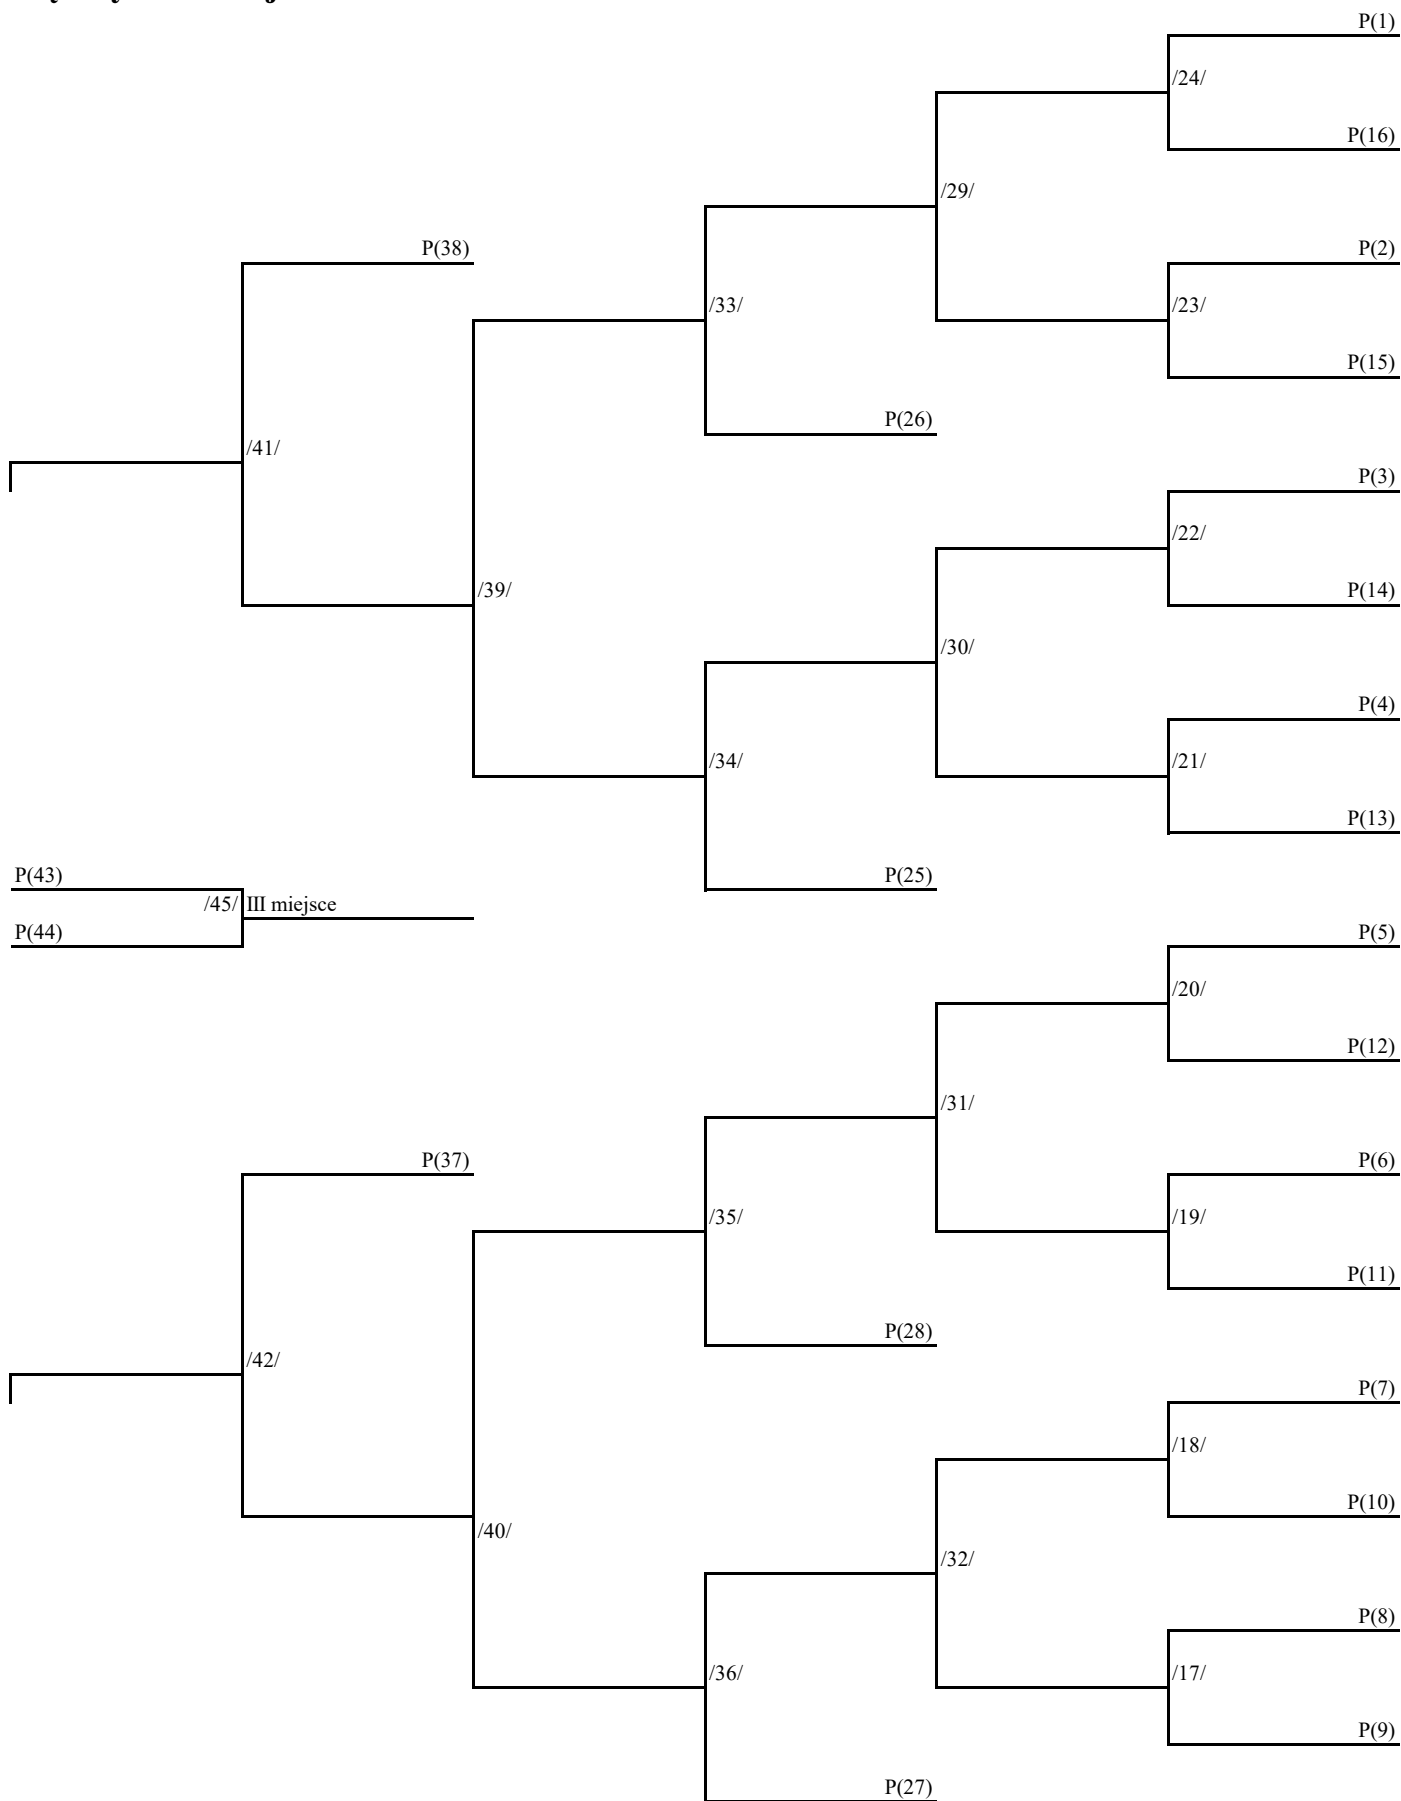 P(1)
/24/
P(16)
/29/
P(38)
P(2)
/33/
/23/
P(15)
P(26)
/41/
P(3)
/22/
/39/
P(14)
/30/
P(4)
/34/
/21/
P(13)
P(43)
P(25)
/45/ III miejsce
P(44)
P(5)
/20/
P(12)
/31/
P(37)
P(6)
/35/
/19/
P(11)
P(28)
/42/
P(7)
/18/
P(10)
/40/
/32/
P(8)
/36/
/17/
P(9)
P(27)